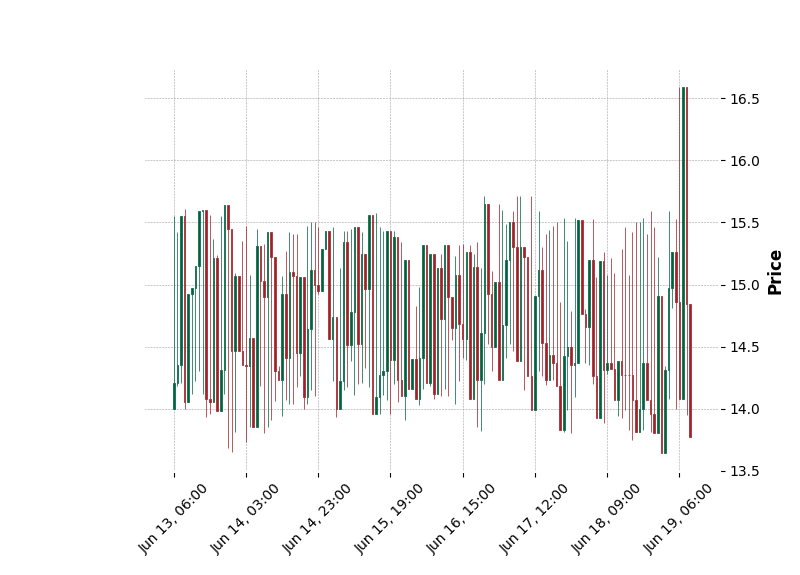 16.5
16.0
15.5
15.0
14.5
14.0
13.5
Price
Jun 13, 06:00
Jun 14, 03:00
Jun 14, 23:00
Jun 15, 19:00
Jun 16, 15:00
Jun 17, 12:00
Jun 18, 09:00
Jun 19, 06:00